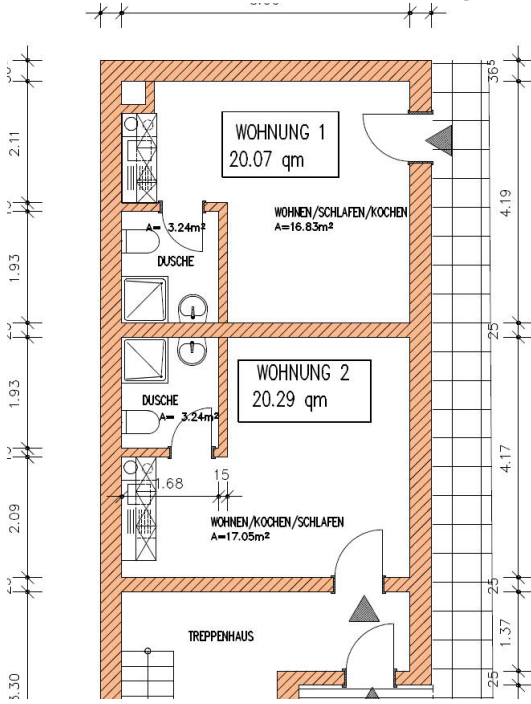 36⁵
2.11
WOHNUNG 1
20.07 qm
4.19
WOHNEN/SCHLAFEN/KOCHEN
A=16.83m²
A= 3.24m²
DUSCHE
1.93
25
1.93
WOHNUNG 2
20.29 qm
DUSCHE
A= 3.24m²
4.17
1.68
15
2.09
WOHNEN/KOCHEN/SCHLAFEN
A=17.05m²
25
TREPPENHAUS
1.37
25